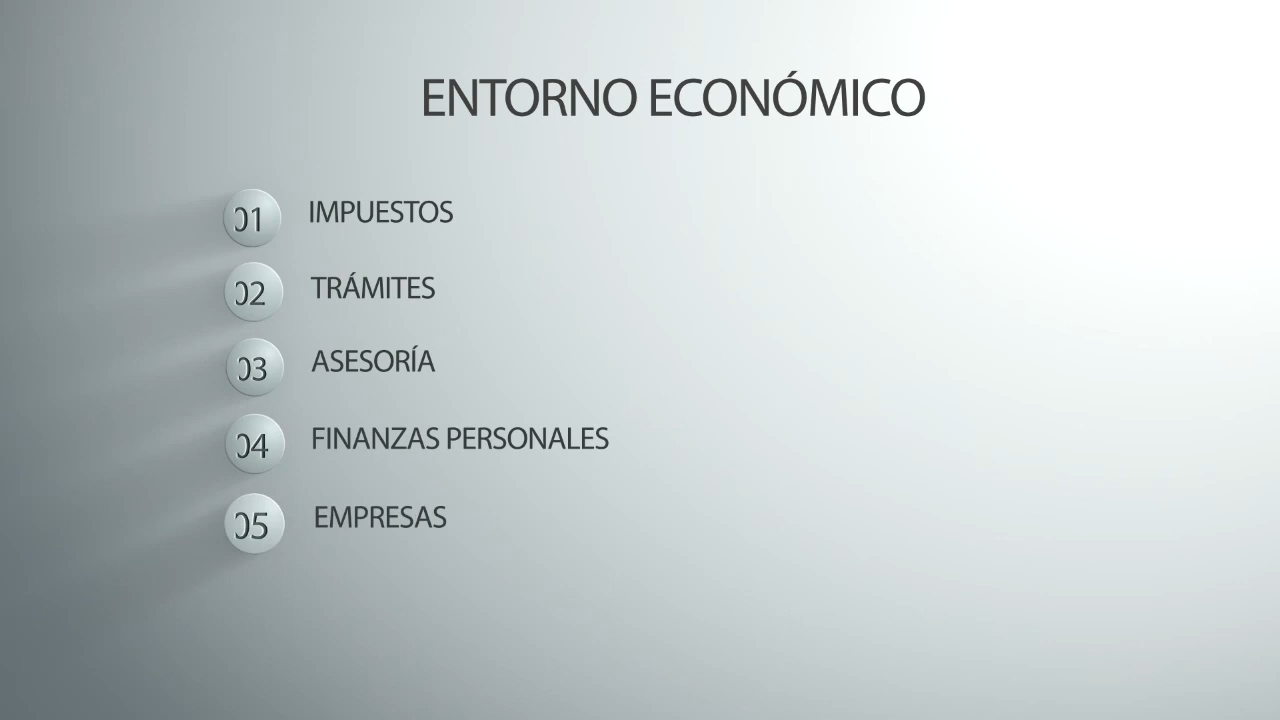 ENTORNO ECONÓMICO
01 IMPUESTOS
02 TRÁMITES
03 ASESORÍA
04 FINANZAS PERSONALES
05 EMPRESAS